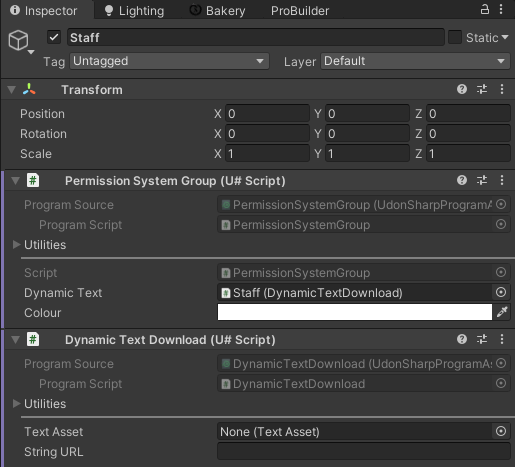 Inspector Lighting Bakery ProBuilder
Staff Static
Tag Untagged Layer Default
Transform
Position X 0 Y 0 Z 0
Rotation X 0 Y 0 Z 0
Scale X 1 Y 1 Z 1
# Permission System Group (U# Script)
Program Source PermissionSystemGroup (UdonSharpProgramA
Program Script # PermissionSystemGroup
Utilities
Script # PermissionSystemGroup
Dynamic Text # Staff (DynamicTextDownload)
Colour
# Dynamic Text Download (U# Script)
Program Source DynamicTextDownload (UdonSharpProgramAs
Program Script # DynamicTextDownload
Utilities
Text Asset None (Text Asset)
String URL